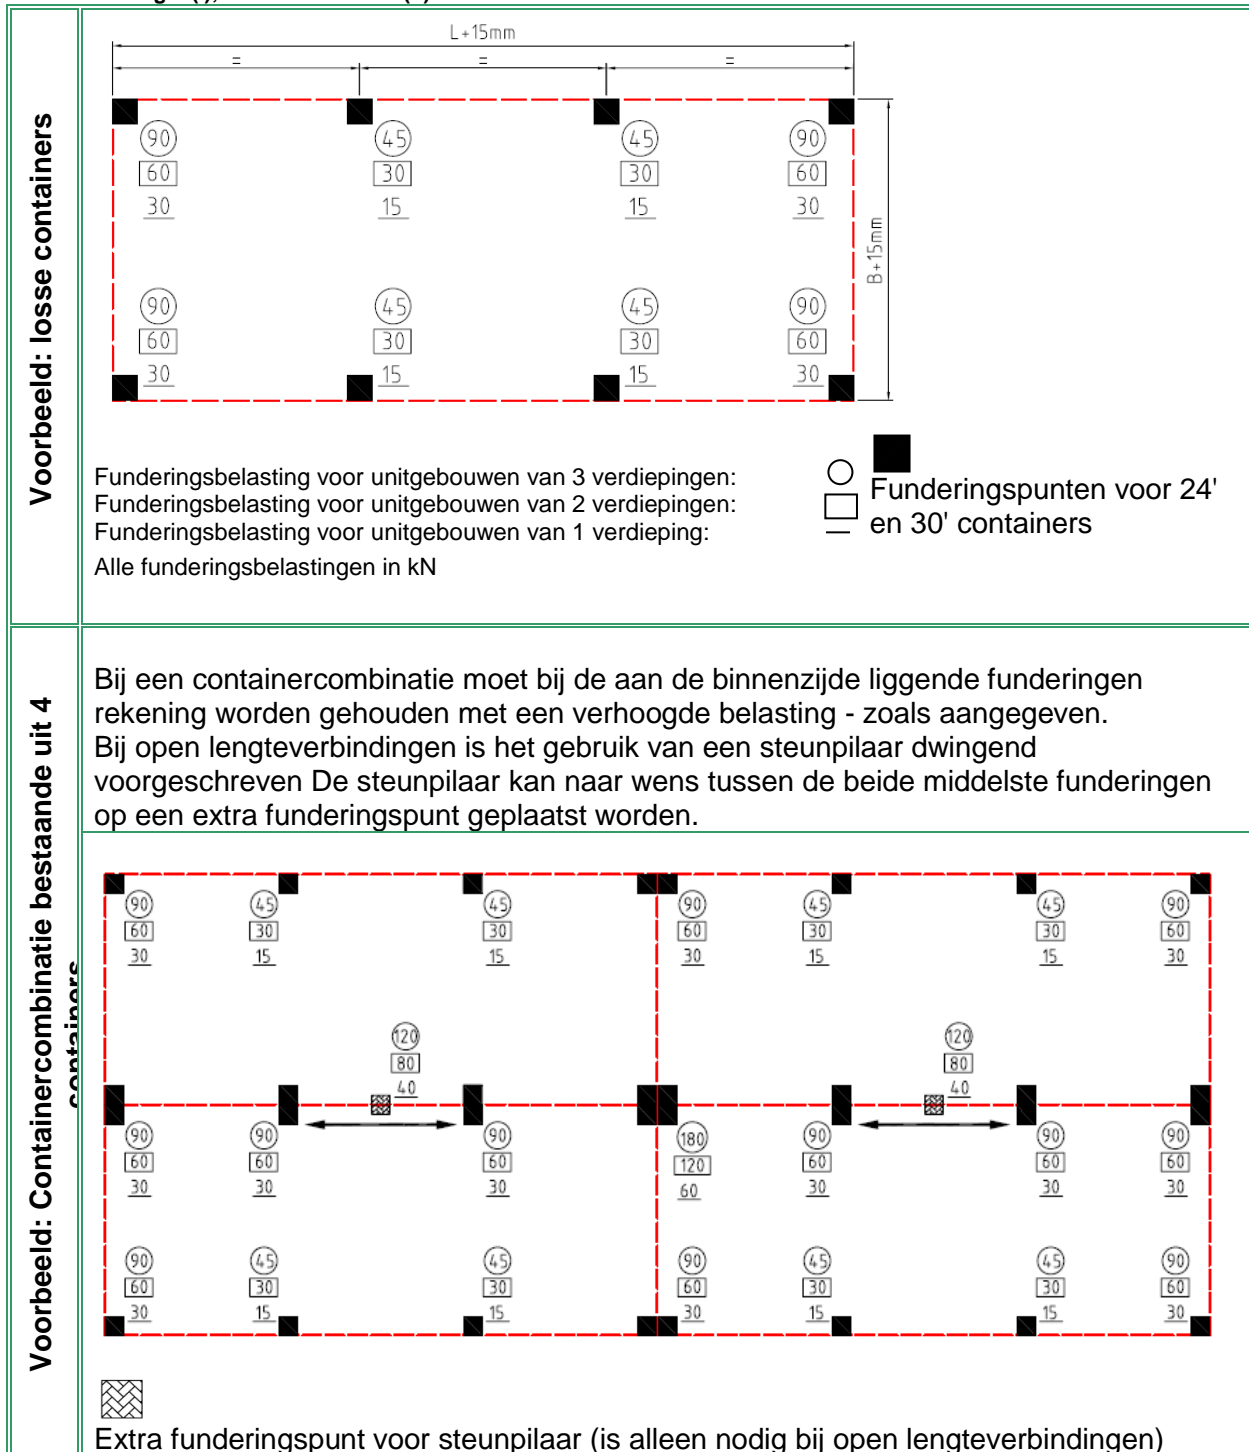 L+15mm
= = =
90 45 45 90
60 30 30 60
30 15 15 30
B+15mm
90 45 45 90
60 30 30 60
30 15 15 30
Voorbeeld: losse containers
Funderingsbelasting voor unitgebouwen van 3 verdiepingen:
Funderingsbelasting voor unitgebouwen van 2 verdiepingen:
Funderingsbelasting voor unitgebouwen van 1 verdieping:
Alle funderingsbelastingen in kN
Funderingspunten voor 24'
en 30' containers
Voorbeeld: Containercombinatie bestaande uit 4
containers
Bij een containercombinatie moet bij de aan de binnenzijde liggende funderingen
rekening worden gehouden met een verhoogde belasting - zoals aangegeven.
Bij open lengteverbindingen is het gebruik van een steunpilaar dwingend
voorgeschreven De steunpilaar kan naar wens tussen de beide middelste funderingen
op een extra funderingspunt geplaatst worden.
90 45 45 90 45 45 90
60 30 30 60 30 30 60
30 15 15 30 15 15 30
120 120
80 80
40 40
90 90 90 180 90 90 90
60 60 60 120 60 60 60
30 30 30 60 30 30 30
90 45 45 90 45 45 90
60 30 30 60 30 30 60
30 15 15 30 15 15 30
Extra funderingspunt voor steunpilaar (is alleen nodig bij open lengteverbindingen)